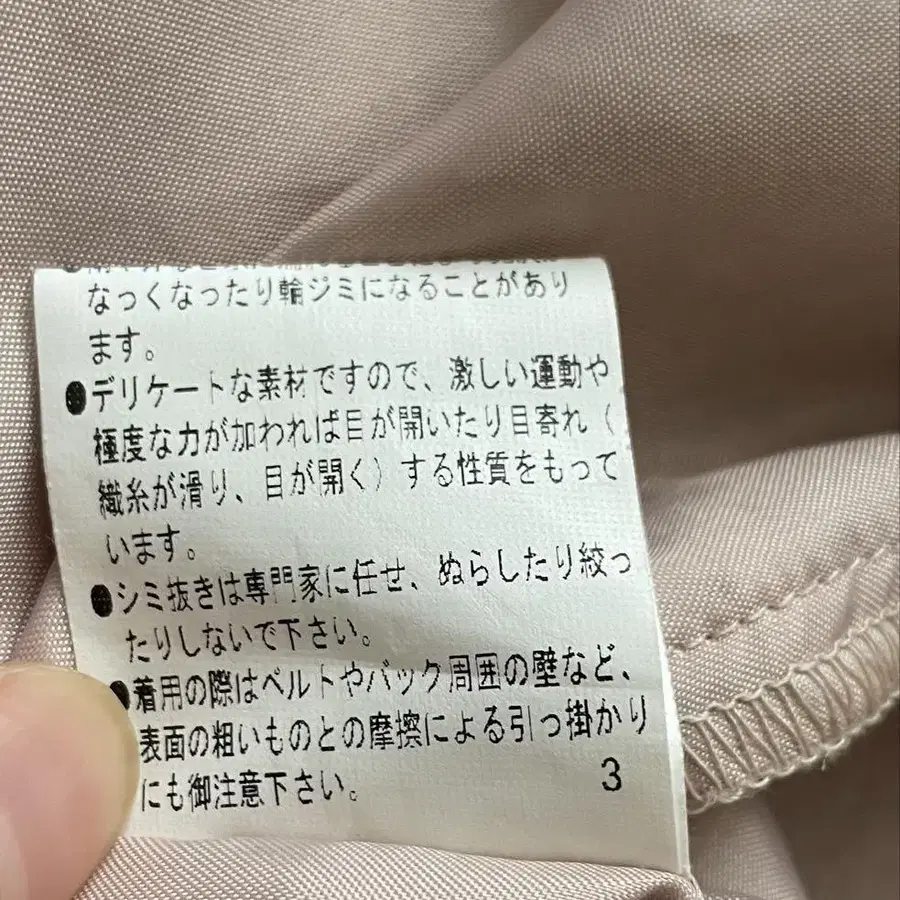 なっくなったり輪ジミになることがあり
ます。
●デリケートな素材ですので、激しい運動や
極度な力が加われば目が開いたり目寄れ（
織糸が滑り、目が開く）する性質をもって
います。
●シミ抜きは専門家に任せ、ぬらしたり絞っ
たりしないで下さい。
●着用の際はベルトやバック周囲の壁など、
表面の粗いものとの摩擦による引っ掛かり
にも御注意下さい。
3